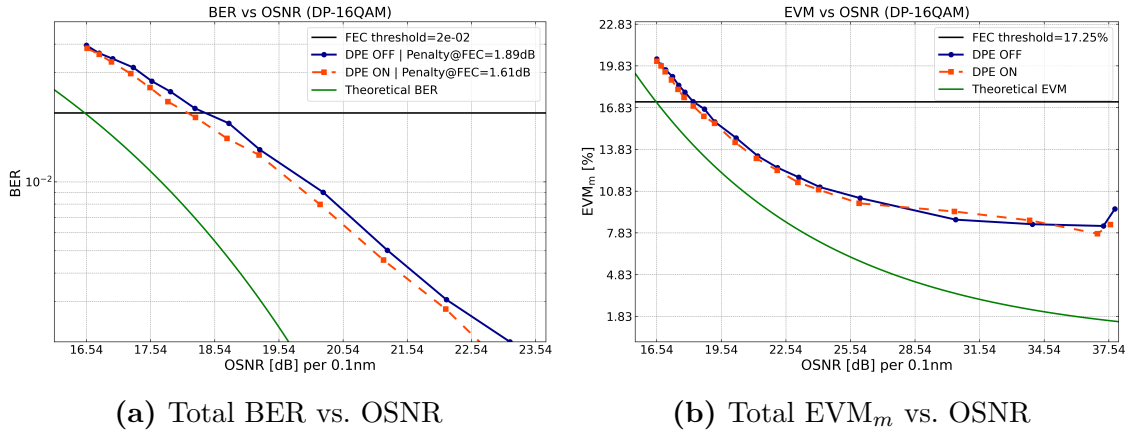 BER vs OSNR (DP-16QAM)
FEC threshold=2e-02
DPE OFF | Penalty@FEC=1.89dB
DPE ON | Penalty@FEC=1.61dB
Theoretical BER
BER
10⁻²
16.54 17.54 18.54 19.54 20.54 21.54 22.54 23.54
OSNR [dB] per 0.1nm
(a) Total BER vs. OSNR
EVM vs OSNR (DP-16QAM)
FEC threshold=17.25%
DPE OFF
DPE ON
Theoretical EVM
EVMₘ [%]
22.83
19.83
16.83
13.83
10.83
7.83
4.83
1.83
16.54 19.54 22.54 25.54 28.54 31.54 34.54 37.54
OSNR [dB] per 0.1nm
(b) Total EVMₘ vs. OSNR